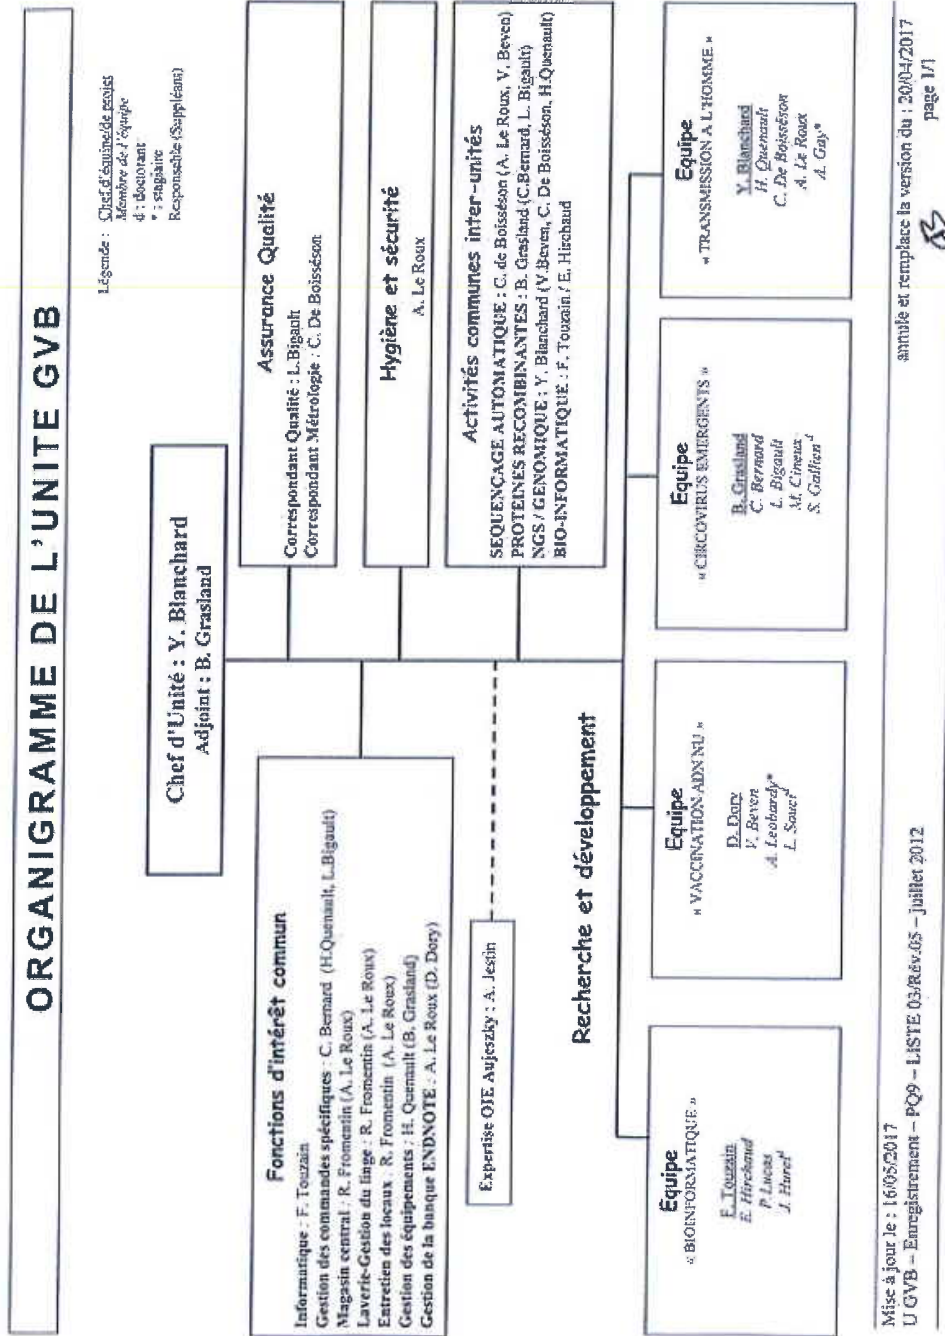 ORGANIGRAMME DE L'UNITE GVB
Légende : Chef d'équipe/de projet
Membre de l'équipe
d : doctorant
* : stagiaire
Responsable (Suppléant)
Chef d'Unité : Y. Blanchard
Adjoint : B. Grasland
Fonctions d'intérêt commun
Informatique : F. Touzain
Gestion des commandes spécifiques : C. Bernard (H.Quenault, L.Bigault)
Magasin central : R. Fromentin (A. Le Roux)
Laverie-Gestion du linge : R. Fromentin (A. Le Roux)
Entretien des locaux : R. Fromentin (A. Le Roux)
Gestion des équipements : H. Quenault (B. Grasland)
Gestion de la banque ENDNOTE : A. Le Roux (D. Dory)
Assurance Qualité
Correspondant Qualité : L.Bigault
Correspondant Métrologie : C. De Boisséson
Hygiène et sécurité
A. Le Roux
Activités communes inter-unités
SEQUENÇAGE AUTOMATIQUE : C. de Boisséson (A. Le Roux, V. Beven)
PROTEINES RECOMBINANTES : B. Grasland (C.Bernard, L. Bigault)
NGS / GENOMIQUE : Y. Blanchard (V.Beven, C. De Boisséson, H.Quenault)
BIO-INFORMATIQUE : F. Touzain / E. Hirchaud
Expertise OIE Aujeszky : A. Jestin
Recherche et développement
Equipe
« BIOINFORMATIQUE »
F. Touzain
E. Hirchaud
P. Lucas
J. Huret d
Equipe
« VACCINATION ADN NU »
D. Dory
V. Beven
A. Leobardy*
L. Souci d
Equipe
« CIRCOVIRUS EMERGENTS »
B. Grasland
C. Bernard
L. Bigault
M. Cineux
S. Gallien d
Equipe
« TRANSMISSION A L'HOMME »
Y. Blanchard
H. Quenault
C. De Boisséson
A. Le Roux
A. Gay*
Mise à jour le : 16/05/2017
annule et remplace la version du : 20/04/2017
U GVB – Enregistrement – PQ9 – LISTE 03/Rév.05 – juillet 2012
page 1/1